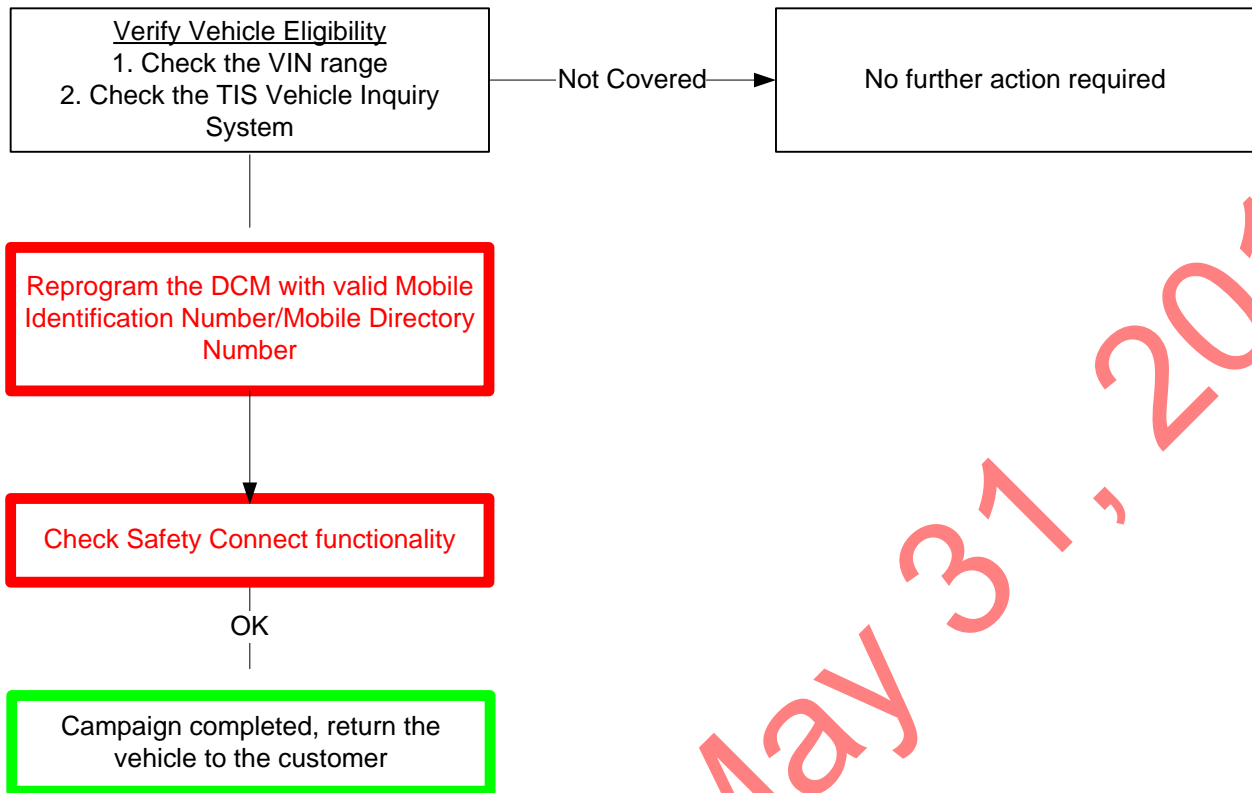 Verify Vehicle Eligibility
1. Check the VIN range
2. Check the TIS Vehicle Inquiry
System
Not Covered
No further action required
Reprogram the DCM with valid Mobile
Identification Number/Mobile Directory
Number
Check Safety Connect functionality
OK
Campaign completed, return the
vehicle to the customer
May 31,